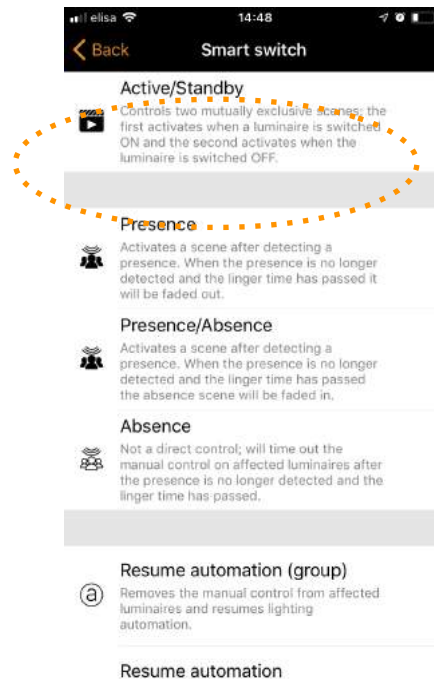 elisa 14:48
Back Smart switch
Active/Standby
Controls two mutually exclusive scenes: the
first activates when a luminaire is switched
ON and the second activates when the
luminaire is switched OFF.
Presence
Activates a scene after detecting a
presence. When the presence is no longer
detected and the linger time has passed it
will be faded out.
Presence/Absence
Activates a scene after detecting a
presence. When the presence is no longer
detected and the linger time has passed
the absence scene will be faded in.
Absence
Not a direct control; will time out the
manual control on affected luminaires after
the presence is no longer detected and the
linger time has passed.
Resume automation (group)
a
Removes the manual control from affected
luminaires and resumes lighting
automation.
Resume automation